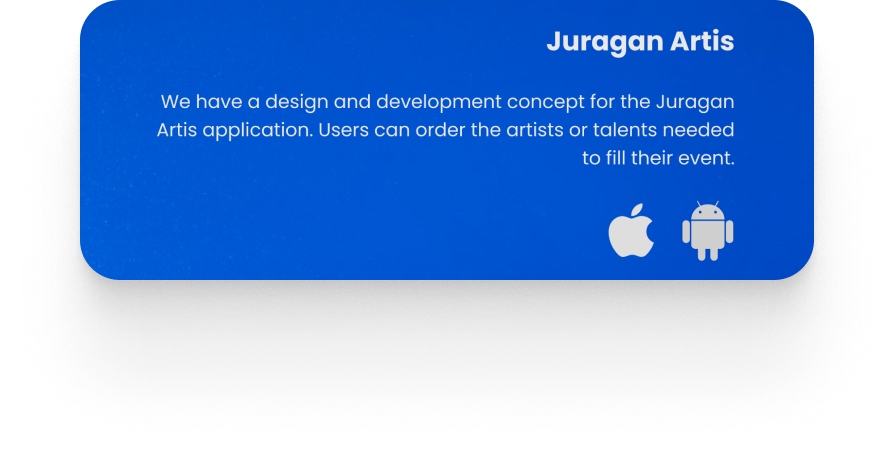 Juragan Artis
We have a design and development concept for the Juragan
Artis application. Users can order the artists or talents needed
to fill their event.